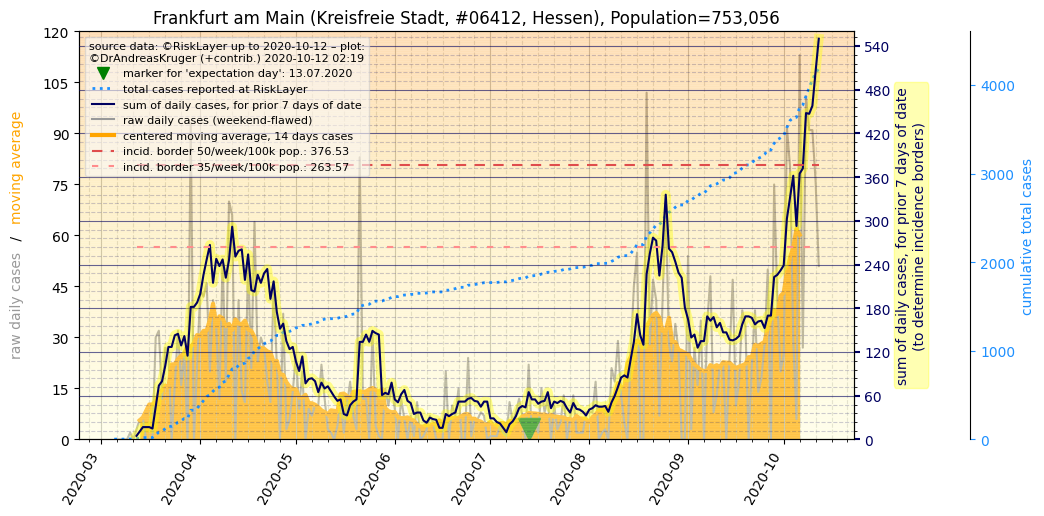 Frankfurt am Main (Kreisfreie Stadt, #06412, Hessen), Population=753,056
source data: ©RiskLayer up to 2020-10-12 – plot:
©DrAndreasKruger (+contrib.) 2020-10-12 02:19
marker for 'expectation day': 13.07.2020
total cases reported at RiskLayer
sum of daily cases, for prior 7 days of date
raw daily cases (weekend-flawed)
centered moving average, 14 days cases
incid. border 50/week/100k pop.: 376.53
incid. border 35/week/100k pop.: 263.57
raw daily cases / moving average
120
105
90
75
60
45
30
15
0
2020-03
2020-04
2020-05
2020-06
2020-07
2020-08
2020-09
2020-10
540
480
420
360
300
240
180
120
60
0
sum of daily cases, for prior 7 days of date
(to determine incidence borders)
4000
3000
2000
1000
0
cumulative total cases